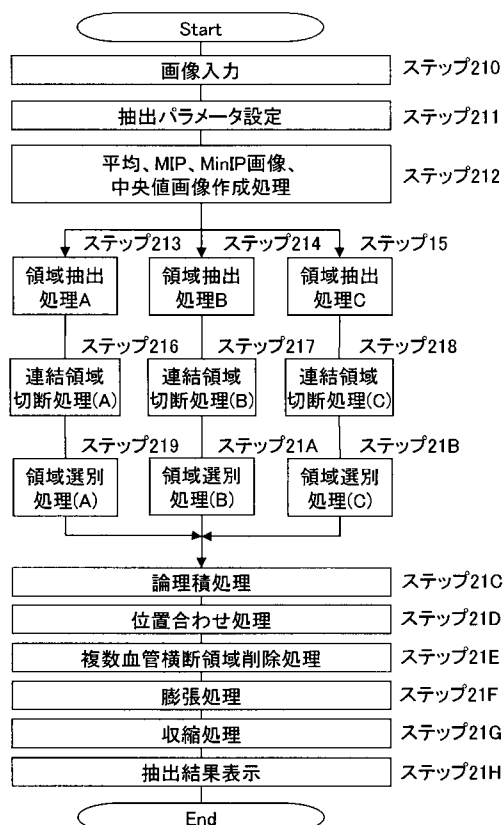 Start
画像入力 ステップ210
抽出パラメータ設定 ステップ211
平均、MIP、MinIP画像、
中央値画像作成処理 ステップ212
ステップ213 ステップ214 ステップ15
領域抽出 領域抽出 領域抽出
処理A 処理B 処理C
ステップ216 ステップ217 ステップ218
連結領域 連結領域 連結領域
切断処理(A) 切断処理(B) 切断処理(C)
ステップ219 ステップ21A ステップ21B
領域選別 領域選別 領域選別
処理(A) 処理(B) 処理(C)
論理積処理 ステップ21C
位置合わせ処理 ステップ21D
複数血管横断領域削除処理 ステップ21E
膨張処理 ステップ21F
収縮処理 ステップ21G
抽出結果表示 ステップ21H
End